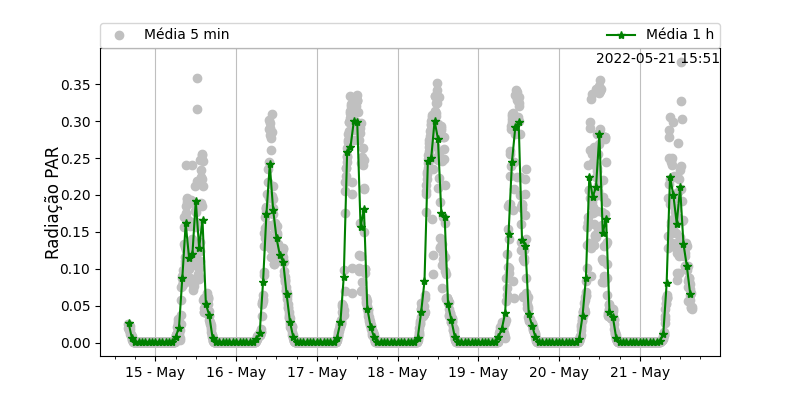 Média 5 min
Média 1 h
2022-05-21 15:51
Radiação PAR
0.35
0.30
0.25
0.20
0.15
0.10
0.05
0.00
15 - May
16 - May
17 - May
18 - May
19 - May
20 - May
21 - May